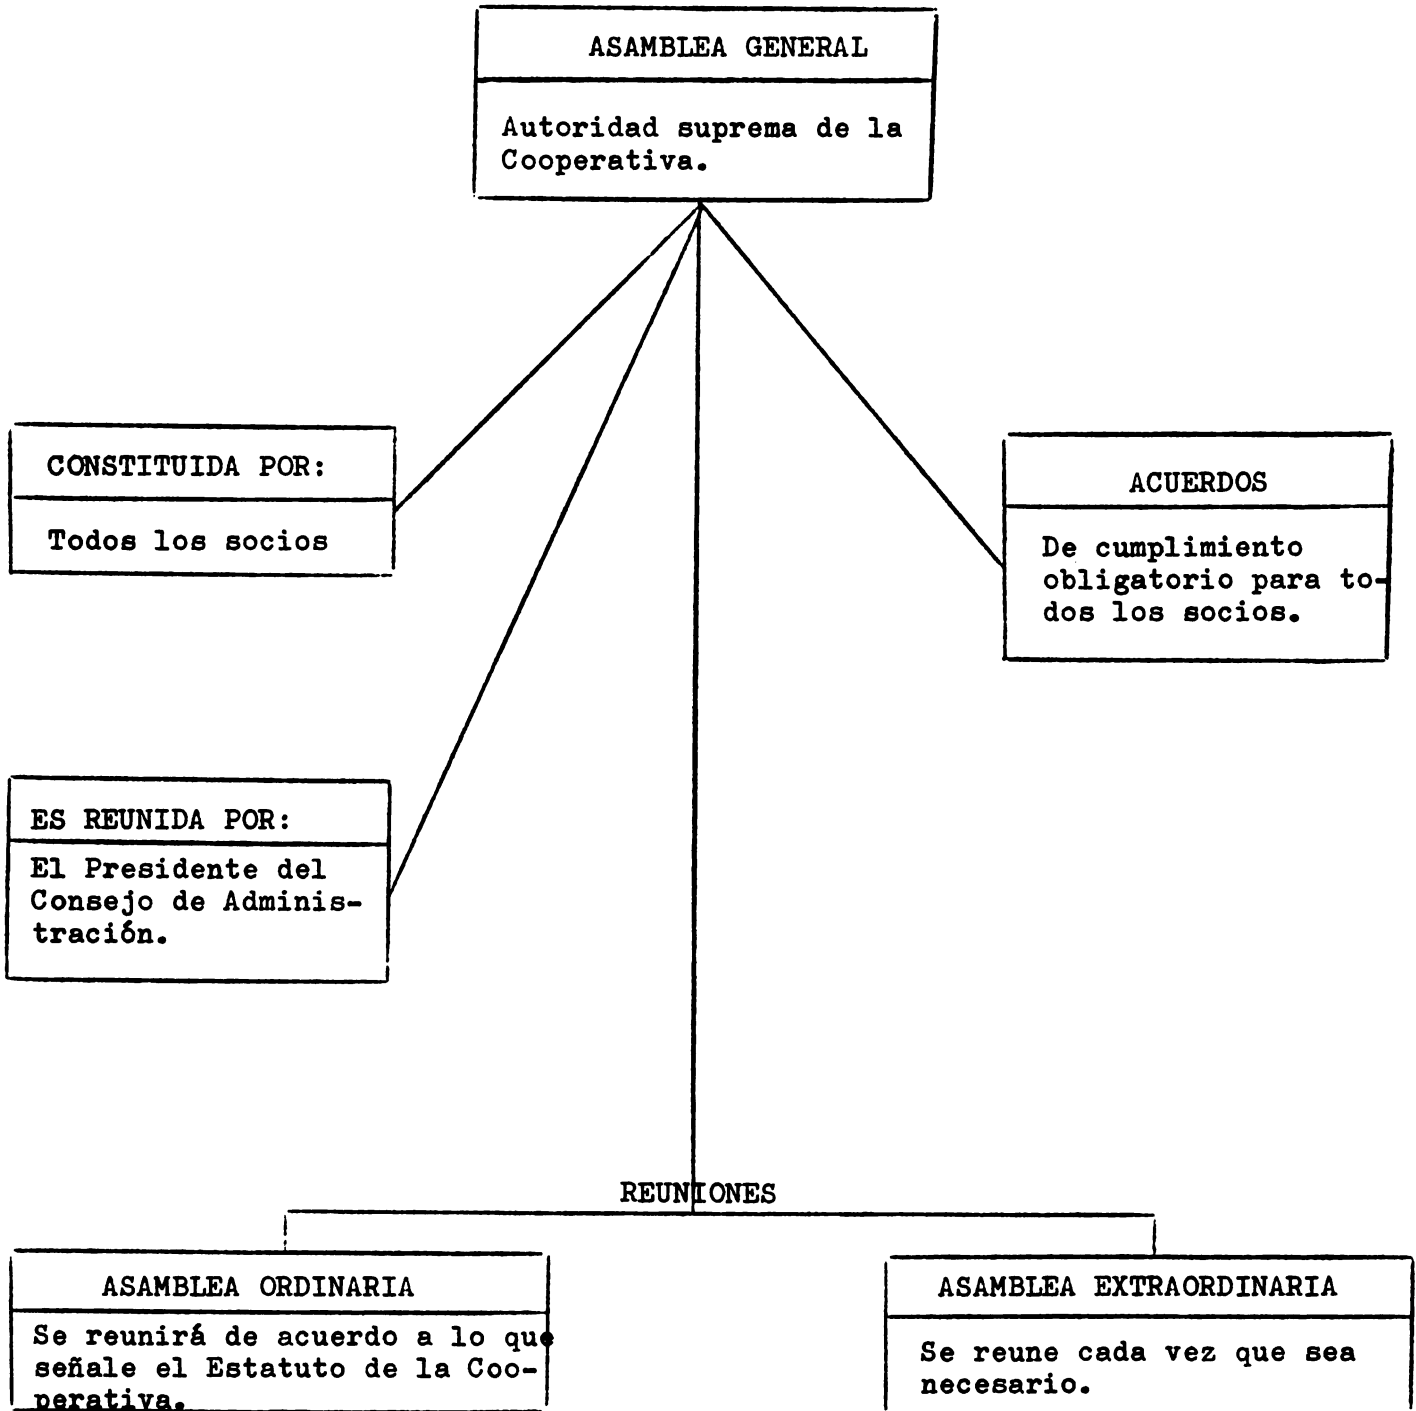 ASAMBLEA GENERAL
Autoridad suprema de la
Cooperativa.
CONSTITUIDA POR:
Todos los socios
ACUERDOS
De cumplimiento
obligatorio para to-
dos los socios.
ES REUNIDA POR:
El Presidente del
Consejo de Adminis-
tración.
REUNIONES
ASAMBLEA ORDINARIA
Se reunirá de acuerdo a lo que
señale el Estatuto de la Coo-
perativa.
ASAMBLEA EXTRAORDINARIA
Se reune cada vez que sea
necesario.